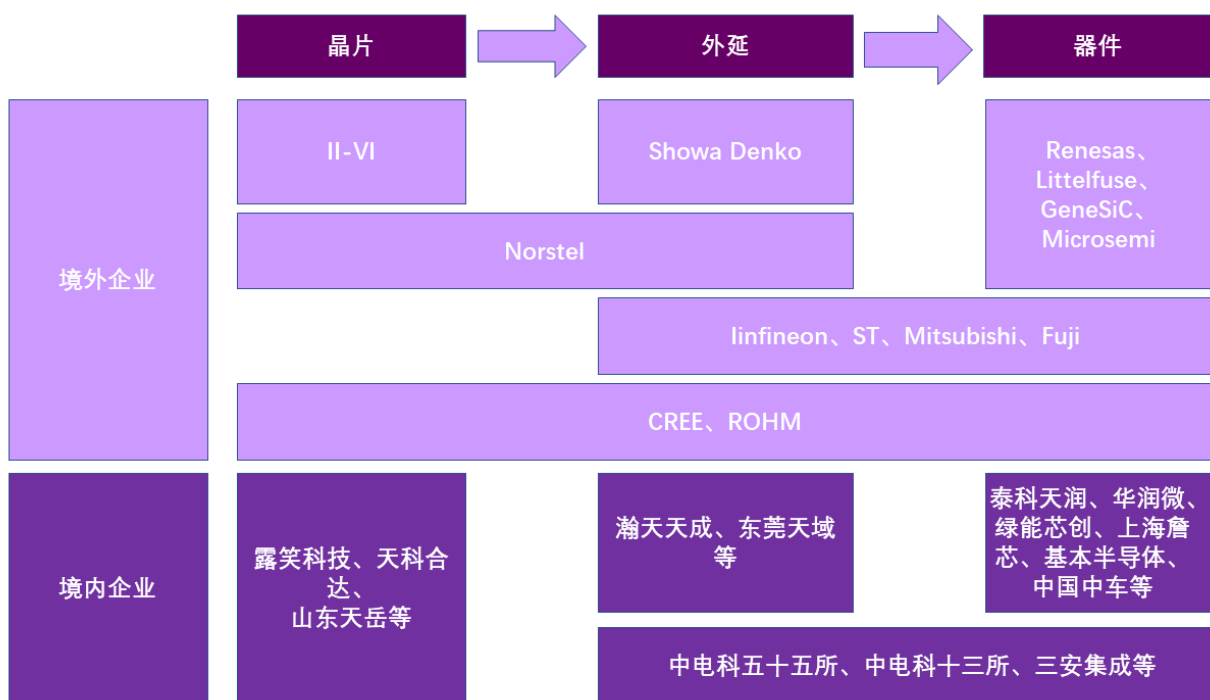 晶片
外延
器件
境外企业
II-VI
Showa Denko
Renesas、
Littelfuse、
GeneSiC、
Microsemi
Norstel
Iinfineon、ST、Mitsubishi、Fuji
CREE、ROHM
境内企业
露笑科技、天科合
达、
山东天岳等
瀚天天成、东莞天域
等
泰科天润、华润微、
绿能芯创、上海詹
芯、基本半导体、
中国中车等
中电科五十五所、中电科十三所、三安集成等